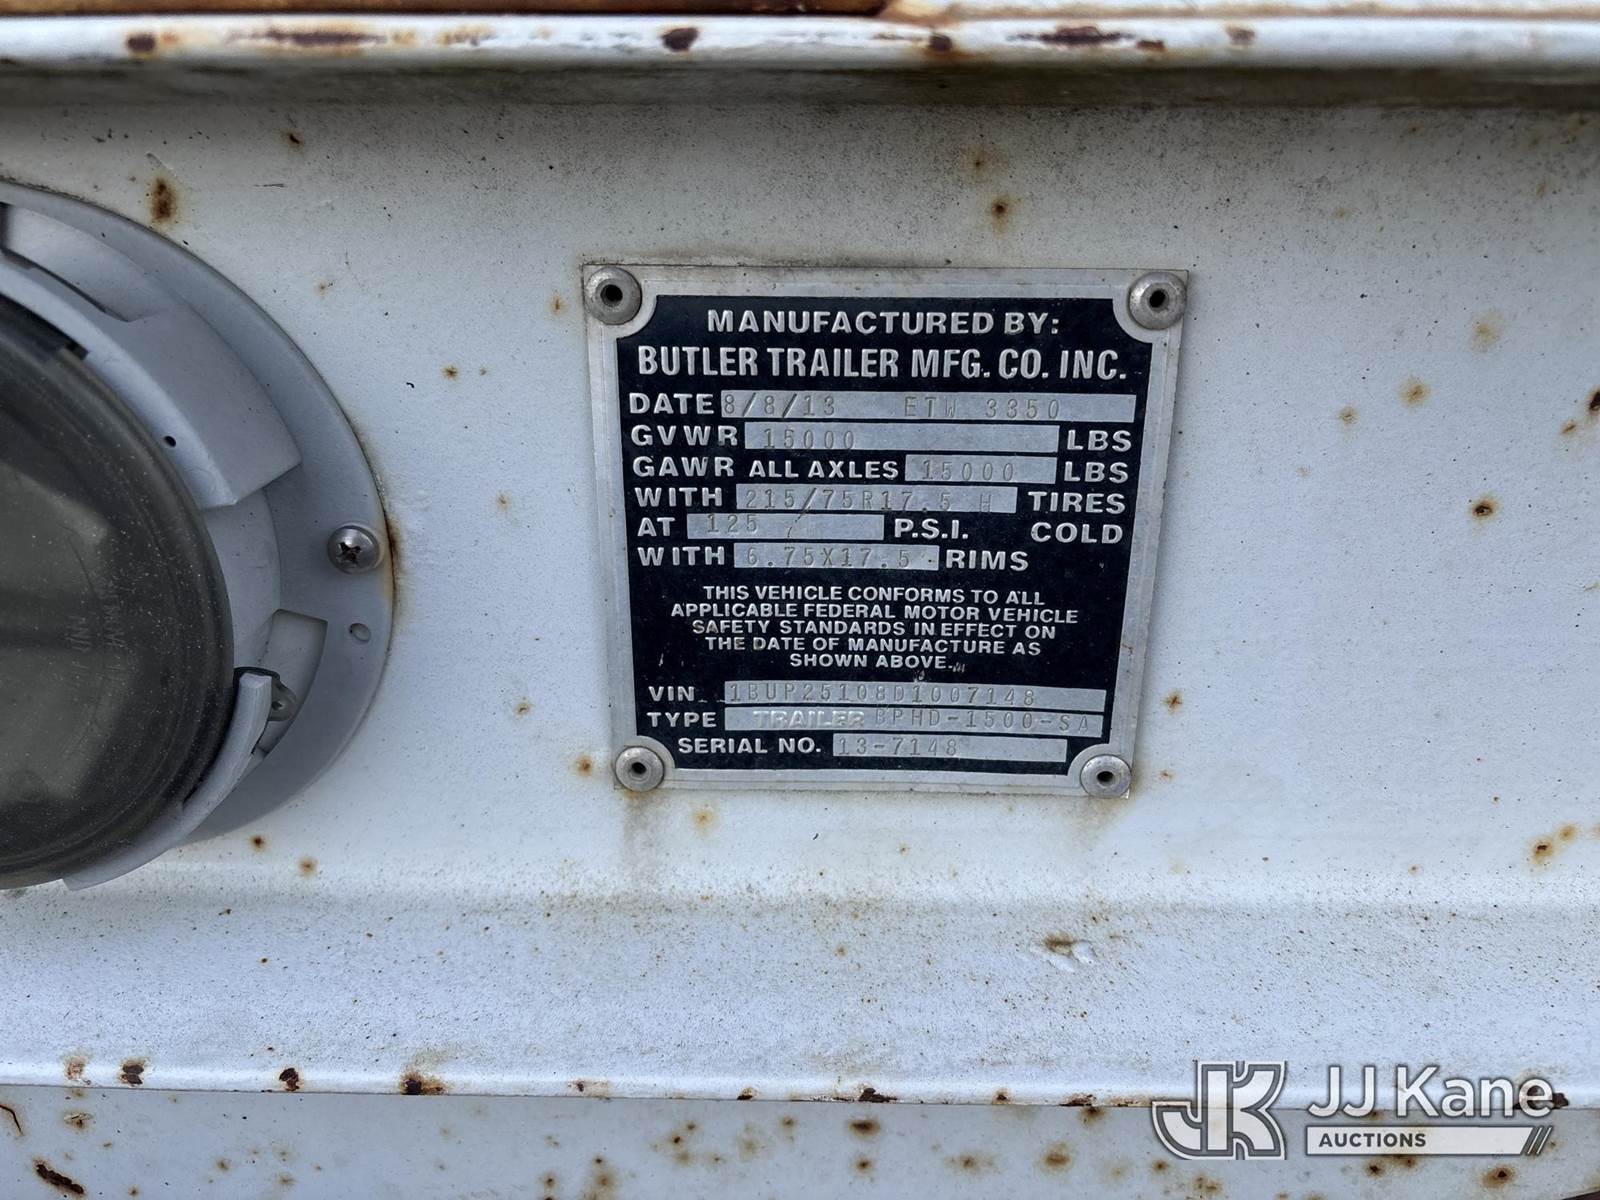 MANUFACTURED BY:
BUTLER TRAILER MFG. CO. INC.
DATE 8/8/13 ETW 3350
GVWR 15000 LBS
GAWR ALL AXLES 15000 LBS
WITH 215/75R17.5 H TIRES
AT 125 P.S.I. COLD
WITH 6.75X17.5 RIMS
THIS VEHICLE CONFORMS TO ALL
APPLICABLE FEDERAL MOTOR VEHICLE
SAFETY STANDARDS IN EFFECT ON
THE DATE OF MANUFACTURE AS
SHOWN ABOVE.
VIN 1BUP25108D1007148
TYPE TRAILER BPHD-1500-SA
SERIAL NO. 13-7148
JK JJ Kane
AUCTIONS